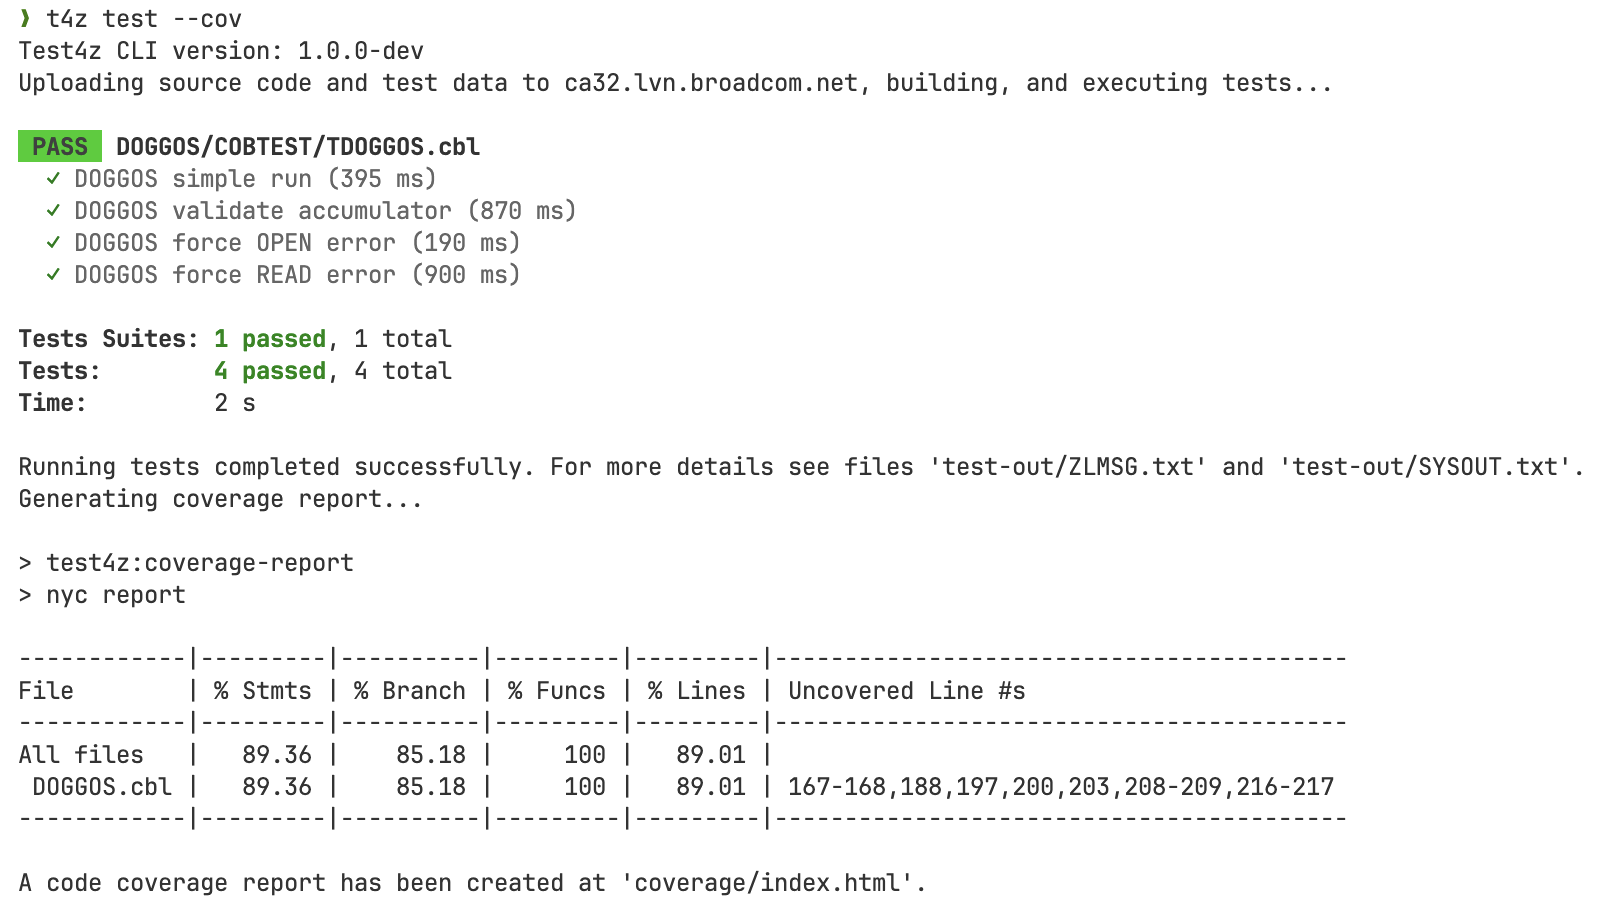 ❯ t4z test --cov
Test4z CLI version: 1.0.0-dev
Uploading source code and test data to ca32.lvn.broadcom.net, building, and executing tests...
PASS DOGGOS/COBTEST/TDOGGOS.cbl
✓ DOGGOS simple run (395 ms)
✓ DOGGOS validate accumulator (870 ms)
✓ DOGGOS force OPEN error (190 ms)
✓ DOGGOS force READ error (900 ms)
Tests Suites: 1 passed, 1 total
Tests:        4 passed, 4 total
Time:         2 s
Running tests completed successfully. For more details see files 'test-out/ZLMSG.txt' and 'test-out/SYSOUT.txt'.
Generating coverage report...
> test4z:coverage-report
> nyc report
------------|---------|----------|---------|---------|-----------------------------------------
File        | % Stmts | % Branch | % Funcs | % Lines | Uncovered Line #s
------------|---------|----------|---------|---------|-----------------------------------------
All files   |   89.36 |    85.18 |     100 |   89.01 |
 DOGGOS.cbl |   89.36 |    85.18 |     100 |   89.01 | 167-168,188,197,200,203,208-209,216-217
------------|---------|----------|---------|---------|-----------------------------------------
A code coverage report has been created at 'coverage/index.html'.